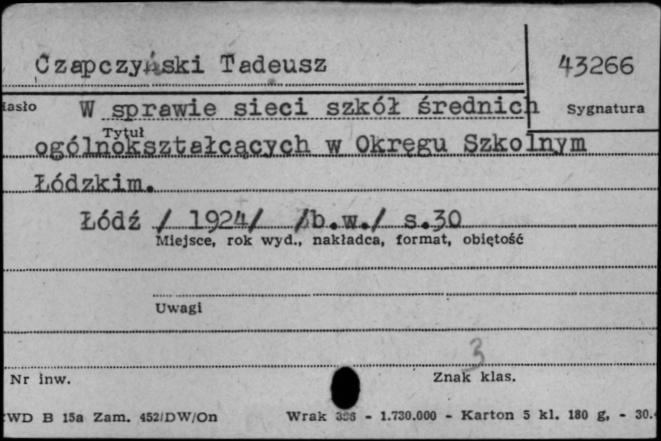 Czapczyński Tadeusz 43266
Hasło W sprawie sieci szkół średnich Sygnatura
Tytuł
ogólnokształcących w Okręgu Szkolnym
Łódzkim.
Łódź / 1924/ /b.w./ s.30
Miejsce, rok wyd., nakładca, format, obiętość
Uwagi
3
Nr inw. Znak klas.
WD B 15a Zam. 452/DW/On Wrak - 1.730.000 - Karton 5 kl. 180 g. - 30.